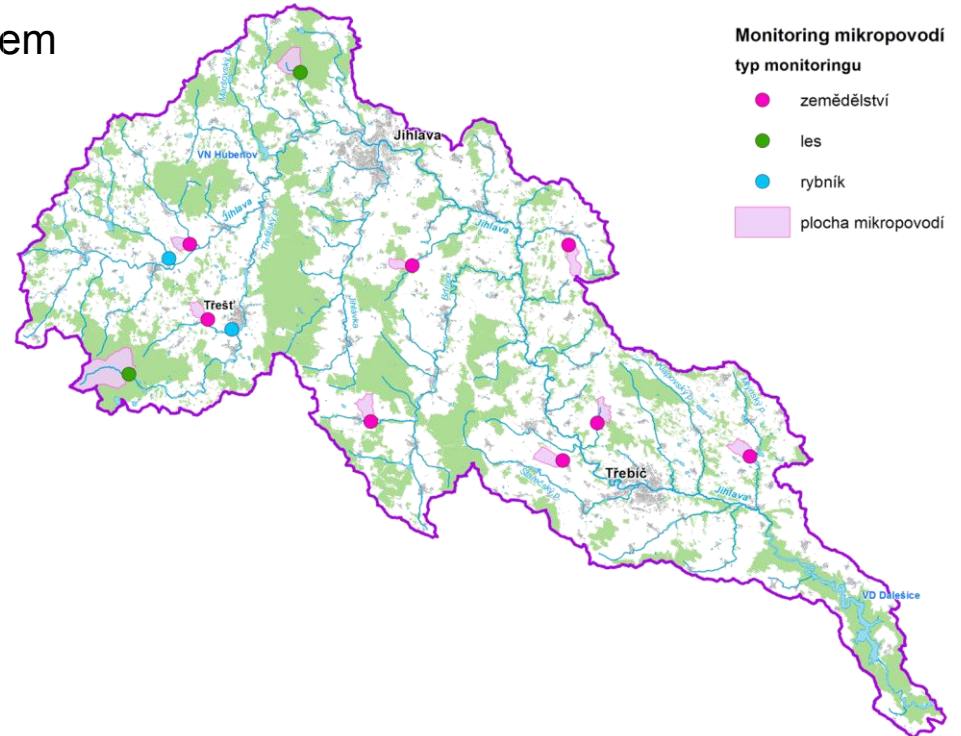 em
Monitoring mikropovodí
typ monitoringu
zemědělství
les
rybník
plocha mikropovodí
Jihlava
VN Hubenov
Jihlava
Jihlava
Třešť
Jihlávka
Třebíč
Jihlava
VD Dalešice